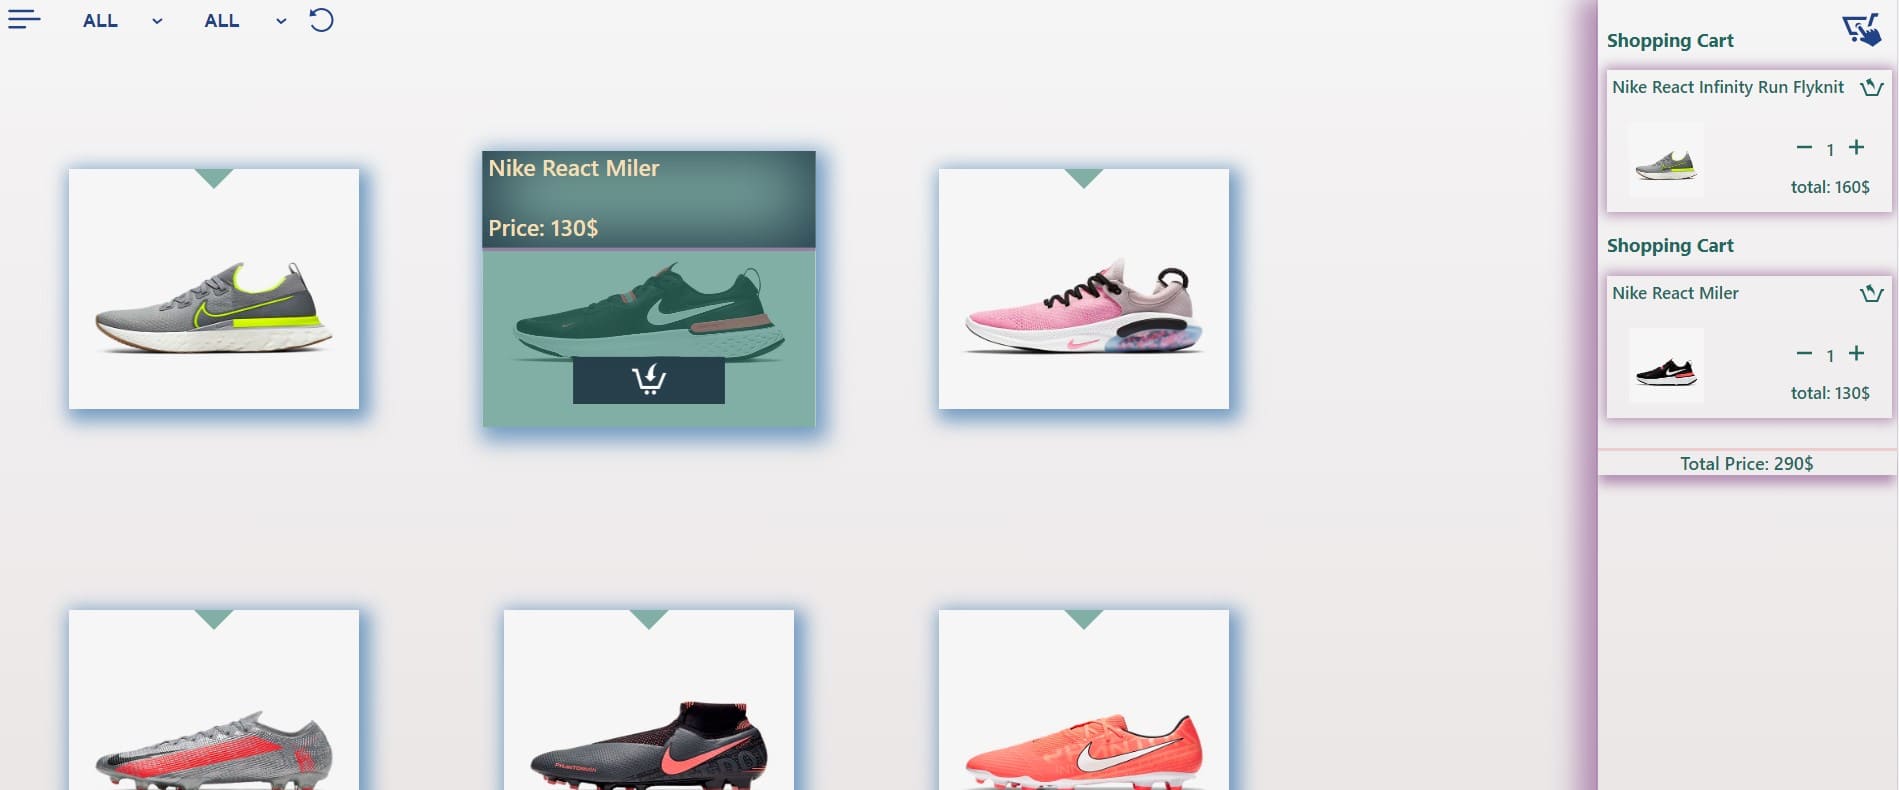 ALL
ALL
Nike React Miler
Price: 130$
Shopping Cart
Nike React Infinity Run Flyknit
1
total: 160$
Shopping Cart
Nike React Miler
1
total: 130$
Total Price: 290$